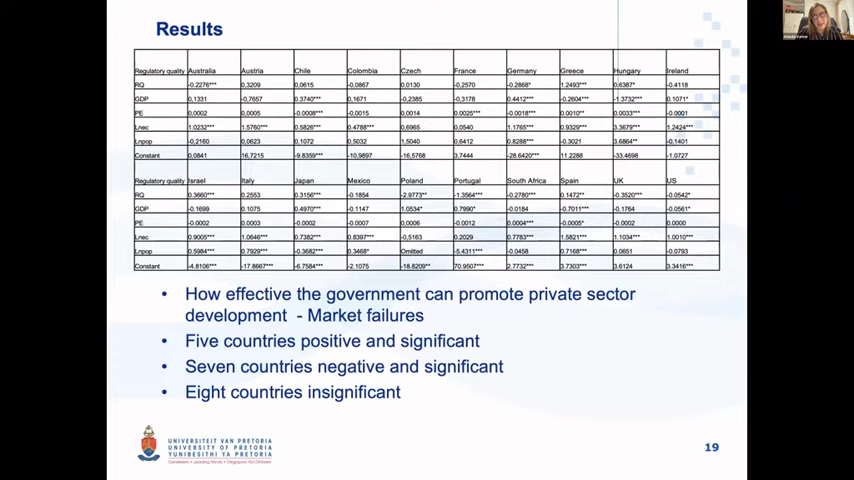 Results
Regulatory quality Australia Austria Chile Colombia Czech France Germany Greece Hungary Ireland
RQ -0.2276*** 0,3209 0,0615 -0,0867 0,0130 -0,2570 -0.2868* 1.2493*** 0.6387* -0.4118
GDP 0,1331 -0,7657 0.3740*** 0,1671 -0,2385 -0,3178 0.4412*** -0.2604*** -1.3732*** 0.1071*
PE 0,0002 0,0005 -0.0008*** -0,0015 0,0014 0.0025*** -0.0018*** 0.0010** 0.0033*** -0.0001
Lnec 1.0232*** 1.5760*** 0.5826*** 0.4788*** 0,6965 0,0540 1.1765*** 0.9329*** 3.3679*** 1.2424***
Lnpop -0,2160 0,0623 0,1072 0,5032 1,5040 0,6412 0.8288*** -0.3021 3.6864** -0.1401
Constant 0,0841 16,7215 -9.8359*** -10,9897 -16,5768 3,7444 -28.6420*** 11.2288 -33.4698 -1.0727
Regulatory quality Israel Italy Japan Mexico Poland Portugal South Africa Spain UK US
RQ 0.3660*** 0.2553 0.3156*** -0.1854 -2.9773** -1.3564*** -0.2780*** 0.1472** -0.3520*** -0.0542*
GDP -0.1699 0.1075 0.4970*** -0.1147 1.0534* 0.7990* -0.0184 -0.7011*** -0.1764 -0.0561*
PE -0.0002 0.0003 -0.0002 -0.0007 0.0006 -0.0012 0.0004*** -0.0005* -0.0002 0.0000
Lnec 0.9005*** 1.0646*** 0.7382*** 0.8397*** -0,5163 0.2029 0.7783*** 1.5821*** 1.1034*** 1.0010***
Lnpop 0.5984*** 0.7929*** -0.3682*** 0.3468* Omitted -5.4311*** -0.0458 0.7168*** 0.0651 -0.0793
Constant -4.8106*** -17.8667*** -6.7584*** -2.1075 -18.8209** 70.9507*** 2.7732*** 3.7303*** 3.6124 3.3416***
• How effective the government can promote private sector
development - Market failures
• Five countries positive and significant
• Seven countries negative and significant
• Eight countries insignificant
UNIVERSITEIT VAN PRETORIA
UNIVERSITY OF PRETORIA
YUNIBESITHI YA PRETORIA
19